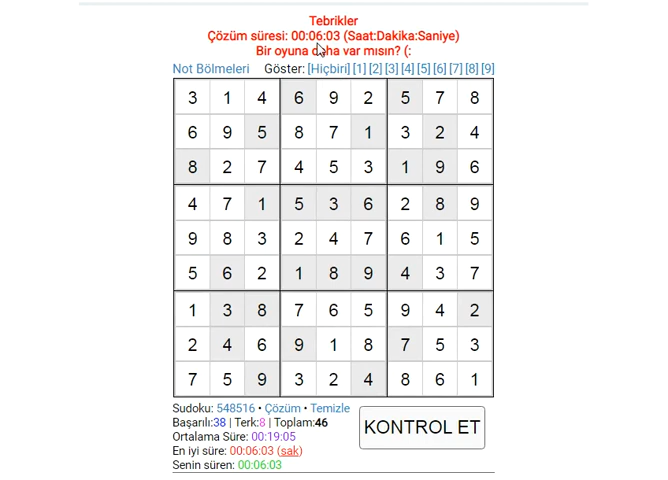 Tebrikler
Çözüm süresi: 00:06:03 (Saat:Dakika:Saniye)
Bir oyuna daha var mısın? (:
Not Bölmeleri Göster: [Hiçbiri] [1] [2] [3] [4] [5] [6] [7] [8] [9]
3 1 4 6 9 2 5 7 8
6 9 5 8 7 1 3 2 4
8 2 7 4 5 3 1 9 6
4 7 1 5 3 6 2 8 9
9 8 3 2 4 7 6 1 5
5 6 2 1 8 9 4 3 7
1 3 8 7 6 5 9 4 2
2 4 6 9 1 8 7 5 3
7 5 9 3 2 4 8 6 1
Sudoku: 548516 • Çözüm • Temizle
Başarılı:38 | Terk:8 | Toplam:46
Ortalama Süre: 00:19:05
En iyi süre: 00:06:03 (sak)
Senin süren: 00:06:03
KONTROL ET